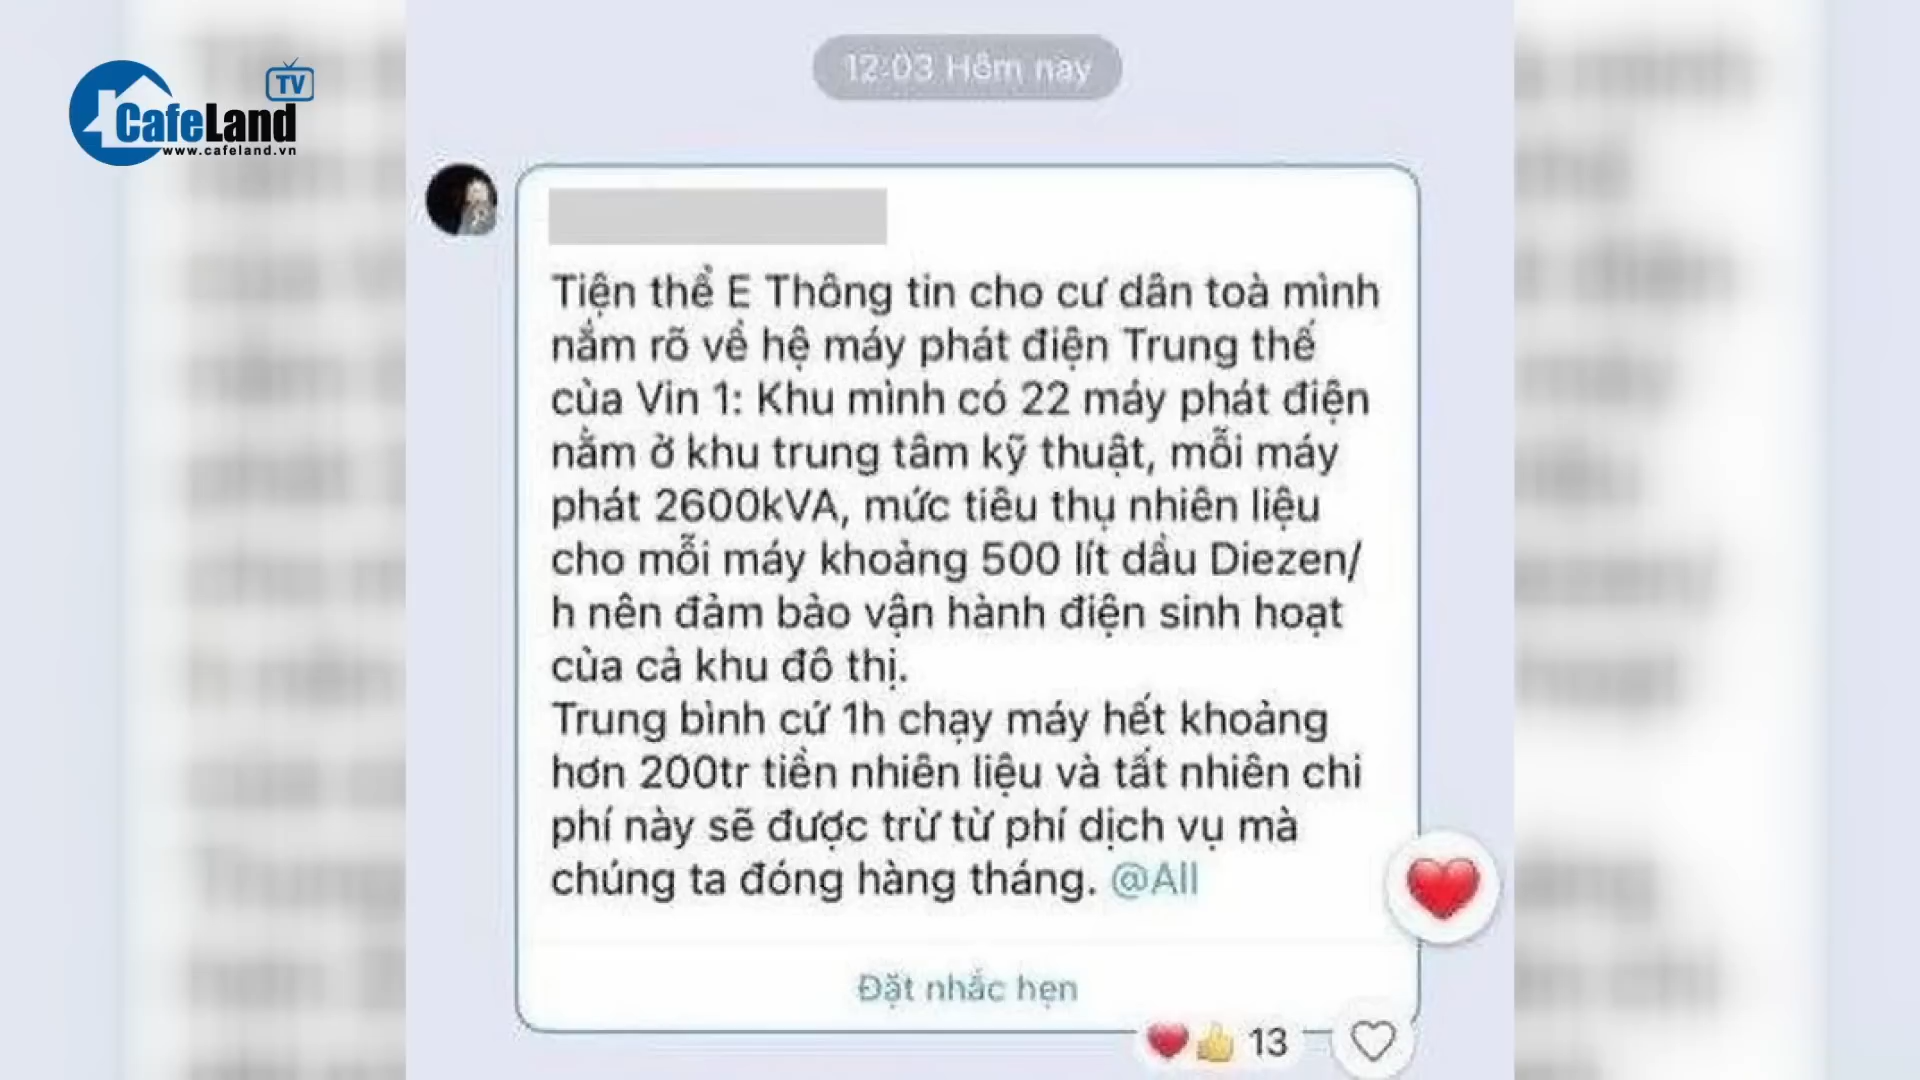 TV
CafeLand
www.cafeland.vn
12:03 Hôm nay
Tiện thể E Thông tin cho cư dân toà mình
nắm rõ về hệ máy phát điện Trung thế
của Vin 1: Khu mình có 22 máy phát điện
nằm ở khu trung tâm kỹ thuật, mỗi máy
phát 2600kVA, mức tiêu thụ nhiên liệu
cho mỗi máy khoảng 500 lít dầu Diezen/
h nên đảm bảo vận hành điện sinh hoạt
của cả khu đô thị.
Trung bình cứ 1h chạy máy hết khoảng
hơn 200tr tiền nhiên liệu và tất nhiên chi
phí này sẽ được trừ từ phí dịch vụ mà
chúng ta đóng hàng tháng. @All
Đặt nhắc hẹn
13